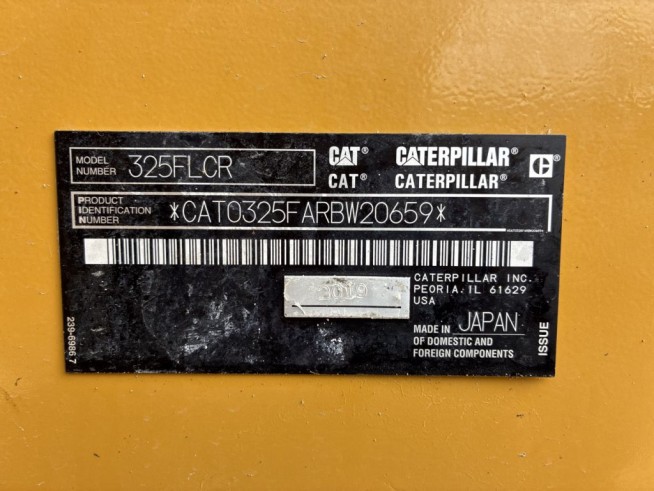 MODEL NUMBER 325FLCR
CAT® CATERPILLAR® C®
CAT® CATERPILLAR®
PRODUCT IDENTIFICATION NUMBER *CAT0325FARBW20659*
2019
CATERPILLAR INC.
PEORIA. IL 61629
USA
MADE IN JAPAN
OF DOMESTIC AND
FOREIGN COMPONENTS
ISSUE
239-6986 7